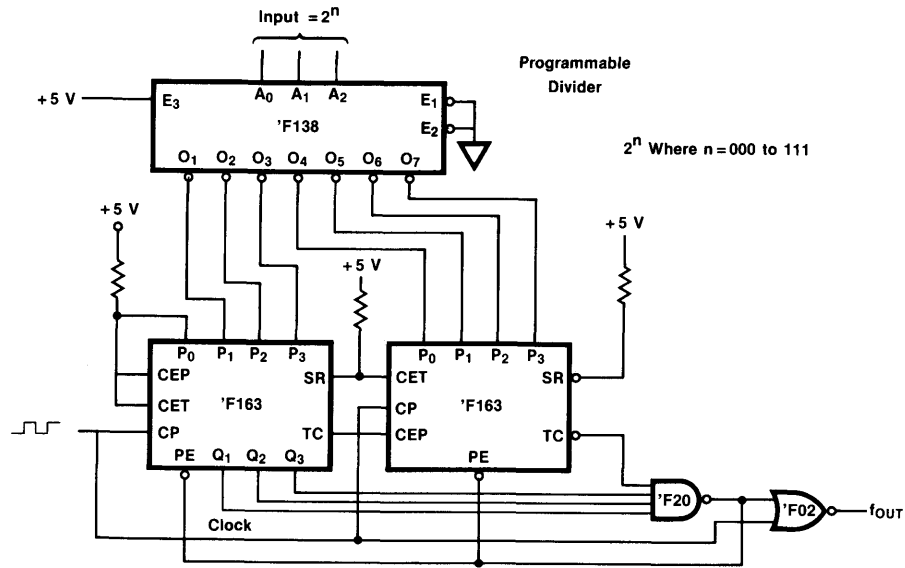 Input = 2ⁿ
Programmable
Divider
+5 V
E₃
A₀ A₁ A₂
E₁
'F138
E₂
2ⁿ Where n = 000 to 111
O₁ O₂ O₃ O₄ O₅ O₆ O₇
+5 V
+5 V
+5 V
P₀ P₁ P₂ P₃
P₀ P₁ P₂ P₃
CEP
SR
CET
SR
CET
'F163
CP
'F163
CP
TC
CEP
TC
PE Q₁ Q₂ Q₃
PE
'F20
'F02
fOUT
Clock